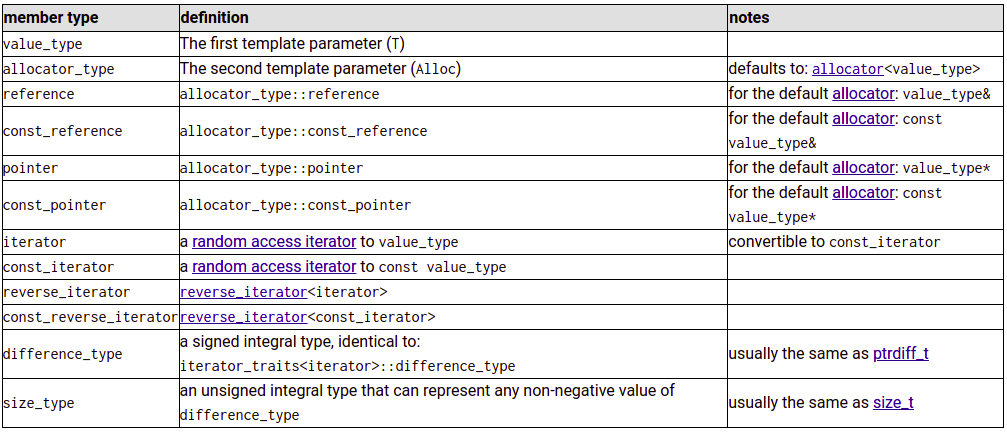 member type definition notes
value_type The first template parameter (T)
allocator_type The second template parameter (Alloc) defaults to: allocator<value_type>
reference allocator_type::reference for the default allocator: value_type&
const_reference allocator_type::const_reference for the default allocator: const
value_type&
pointer allocator_type::pointer for the default allocator: value_type*
const_pointer allocator_type::const_pointer for the default allocator: const
value_type*
iterator a random access iterator to value_type convertible to const_iterator
const_iterator a random access iterator to const value_type
reverse_iterator reverse_iterator<iterator>
const_reverse_iterator reverse_iterator<const_iterator>
difference_type a signed integral type, identical to:
iterator_traits<iterator>::difference_type usually the same as ptrdiff_t
size_type an unsigned integral type that can represent any non-negative value of
difference_type usually the same as size_t